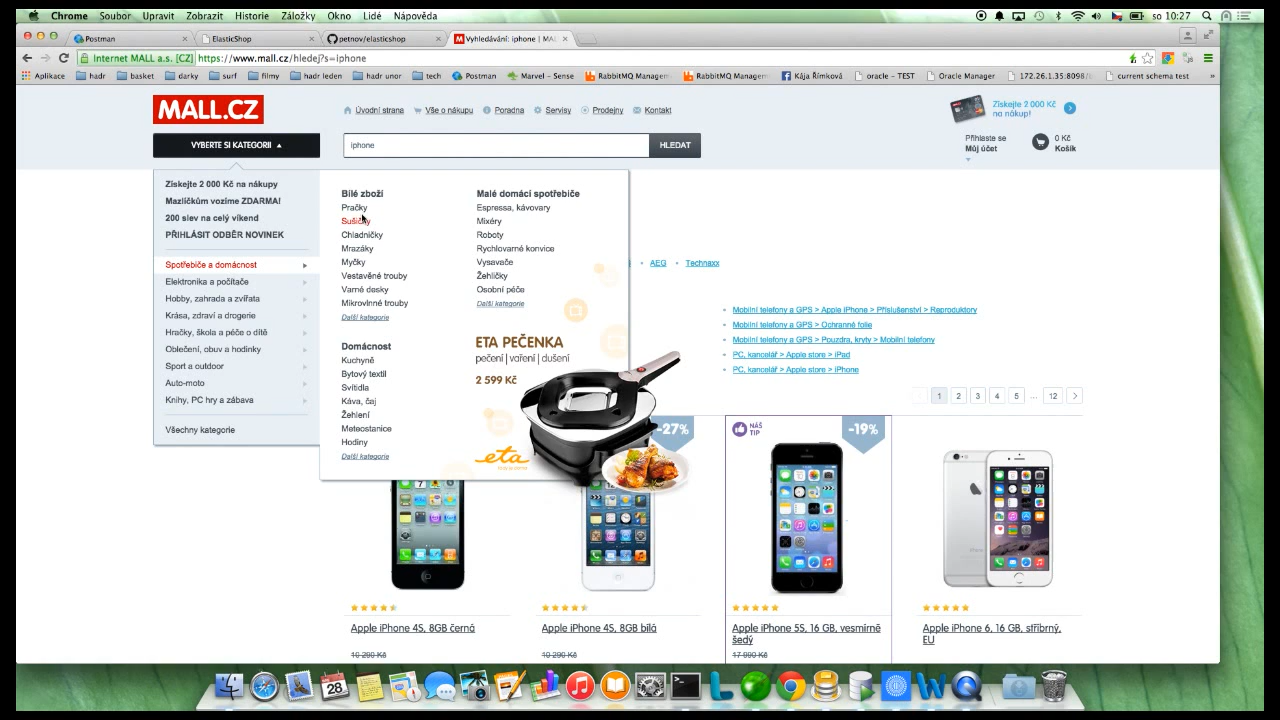 Chrome Soubor Upravit Zobrazit Historie Záložky Okno Lidé Nápověda
so 10:27
Postman
ElasticShop
petnov/elasticshop
Vyhledávání: iphone | MAL
Internet MALL a.s. [CZ] https://www.mall.cz/hledej?s=iphone
Aplikace hadr basket darky surf filmy hadr leden hadr unor tech Postman Marvel - Sense RabbitMQ Managem RabbitMQ Managem Kája Římková oracle - TEST Oracle Manager 172.26.1.35:8098/ current schema test »
MALL.CZ
Úvodní strana Vše o nákupu Poradna Servisy Prodejny Kontakt
Získejte 2 000 Kč
na nákup!
VYBERTE SI KATEGORII
iphone
HLEDAT
Přihlaste se
Můj účet
0 Kč
Košík
Získejte 2 000 Kč na nákupy
Mazlíčkům vozíme ZDARMA!
200 slev na celý víkend
PŘIHLÁSIT ODBĚR NOVINEK
Spotřebiče a domácnost
Elektronika a počítače
Hobby, zahrada a zvířata
Krása, zdraví a drogerie
Hračky, škola a péče o dítě
Oblečení, obuv a hodinky
Sport a outdoor
Auto-moto
Knihy, PC hry a zábava
Všechny kategorie
Bílé zboží
Pračky
Sušičky
Chladničky
Mrazáky
Myčky
Vestavěné trouby
Varné desky
Mikrovlnné trouby
Další kategorie
Domácnost
Kuchyně
Bytový textil
Svítidla
Káva, čaj
Žehlení
Meteostanice
Hodiny
Další kategorie
Malé domácí spotřebiče
Espressa, kávovary
Mixéry
Roboty
Rychlovarné konvice
Vysavače
Žehličky
Osobní péče
Další kategorie
ETA PEČENKA
pečení | vaření | dušení
2 599 Kč
eta
AEG
Technaxx
Mobilní telefony a GPS > Apple iPhone > Příslušenství > Reproduktory
Mobilní telefony a GPS > Ochranné folie
Mobilní telefony a GPS > Pouzdra, kryty > Mobilní telefony
PC, kancelář > Apple store > iPad
PC, kancelář > Apple store > iPhone
1 2 3 4 5 ... 12
-27%
NÁŠ
TIP
-19%
Apple iPhone 4S, 8GB černá
10 290 Kč
Apple iPhone 4S, 8GB bílá
10 290 Kč
Apple iPhone 5S, 16 GB, vesmírně
šedý
17 990 Kč
Apple iPhone 6, 16 GB, stříbrný,
EU
28